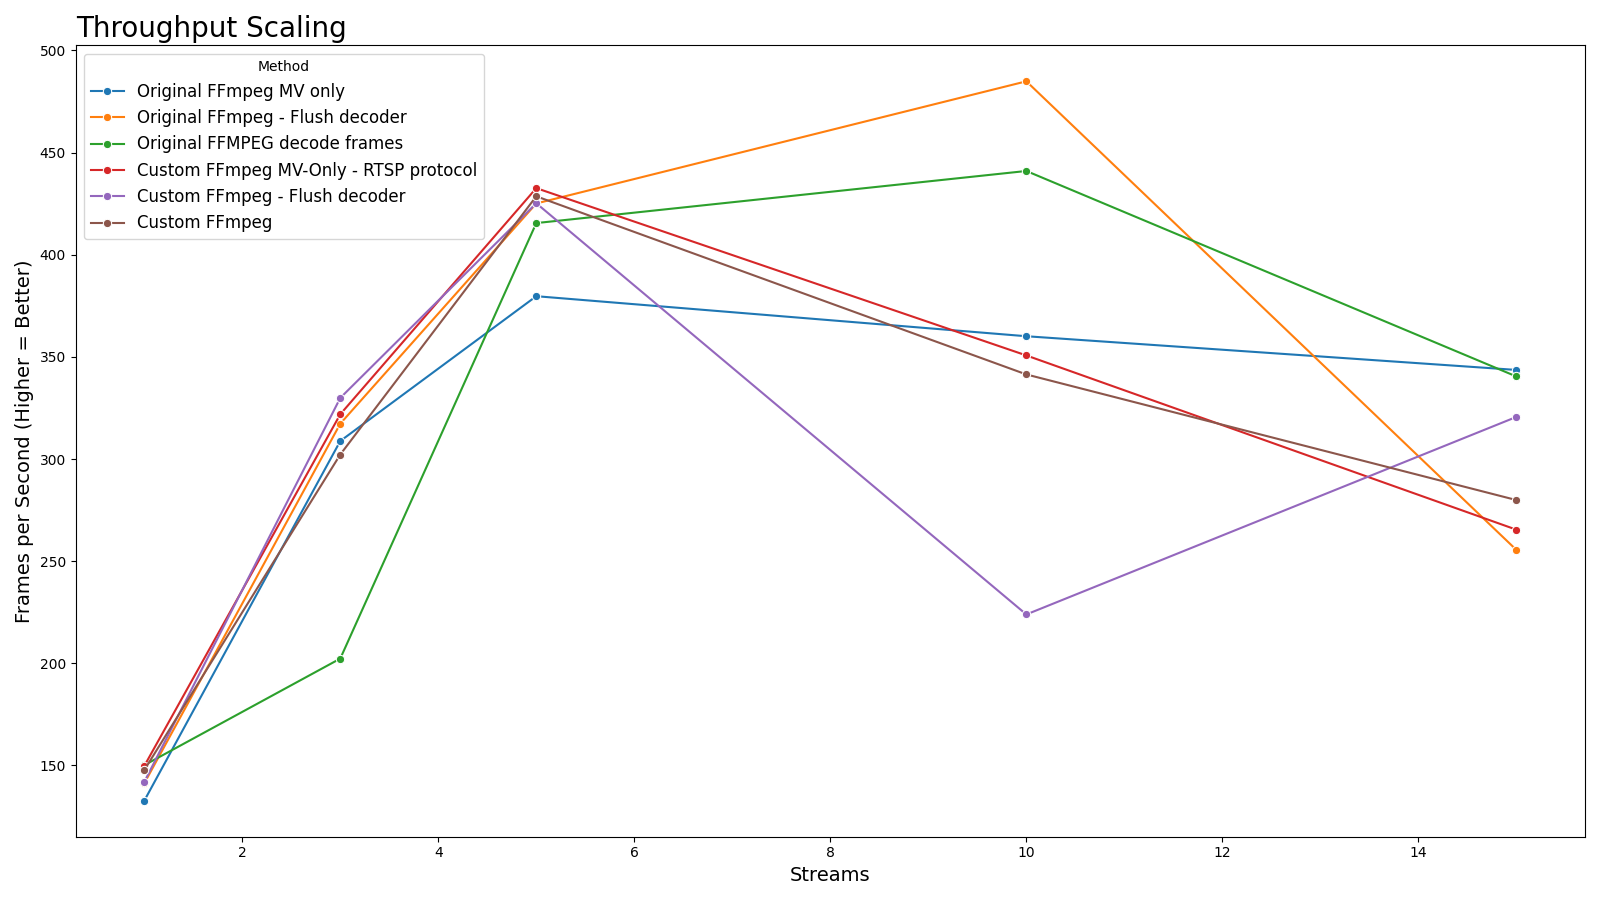 Throughput Scaling
Method
Original FFmpeg MV only
Original FFmpeg - Flush decoder
Original FFMPEG decode frames
Custom FFmpeg MV-Only - RTSP protocol
Custom FFmpeg - Flush decoder
Custom FFmpeg
Frames per Second (Higher = Better)
500
450
400
350
300
250
200
150
2 4 6 8 10 12 14
Streams